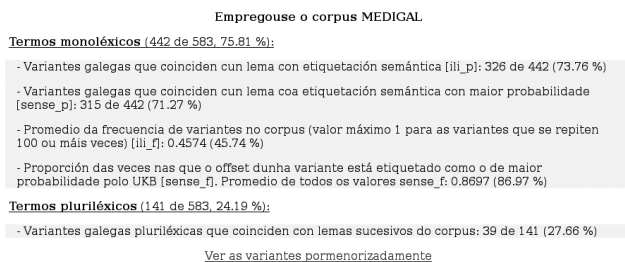 Empregouse o corpus MEDIGAL
Termos monoléxicos (442 de 583, 75.81 %):
- Variantes galegas que coinciden cun lema con etiquetación semántica [ili_p]: 326 de 442 (73.76 %)
- Variantes galegas que coinciden cun lema coa etiquetación semántica con maior probabilidade
[sense_p]: 315 de 442 (71.27 %)
- Promedio da frecuencia de variantes no corpus (valor máximo 1 para as variantes que se repiten
100 ou máis veces) [ili_f]: 0.4574 (45.74 %)
- Proporción das veces nas que o offset dunha variante está etiquetado como o de maior
probabilidade polo UKB [sense_f]. Promedio de todos os valores sense_f: 0.8697 (86.97 %)
Termos pluriléxicos (141 de 583, 24.19 %):
- Variantes galegas pluriléxicas que coinciden con lemas sucesivos do corpus: 39 de 141 (27.66 %)
Ver as variantes pormenorizadamente